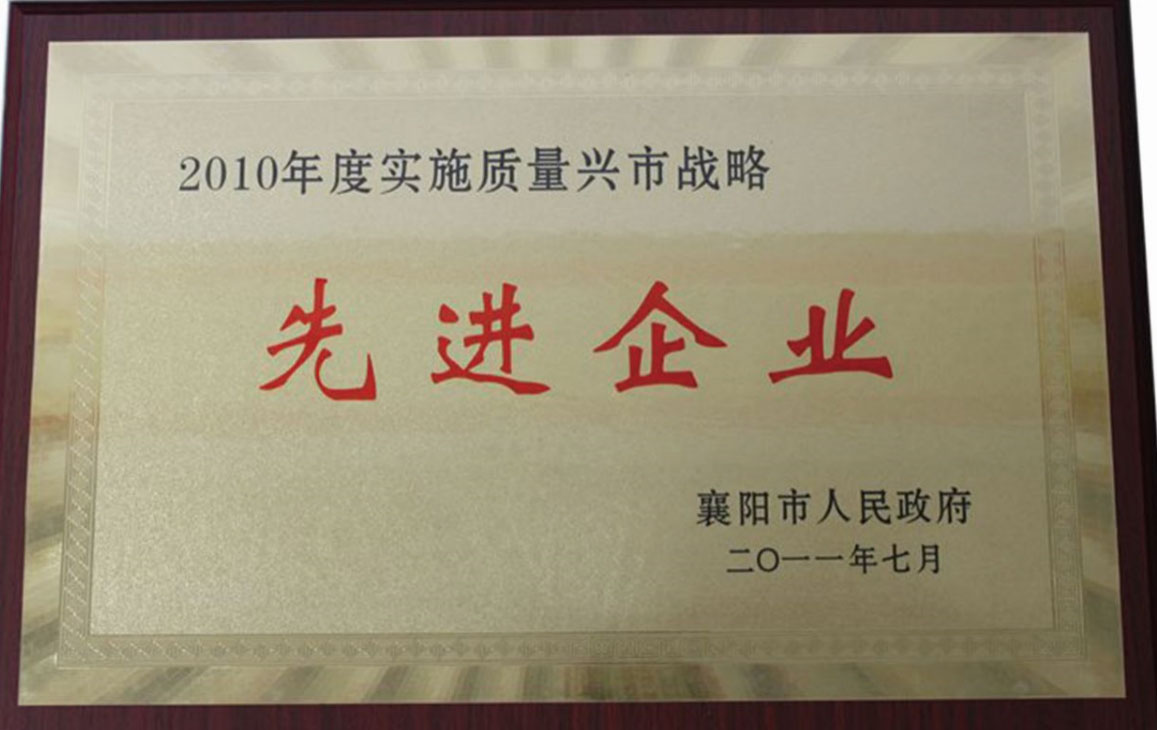 2010年度实施质量兴市战略
先进企业
襄阳市人民政府
二〇一一年七月